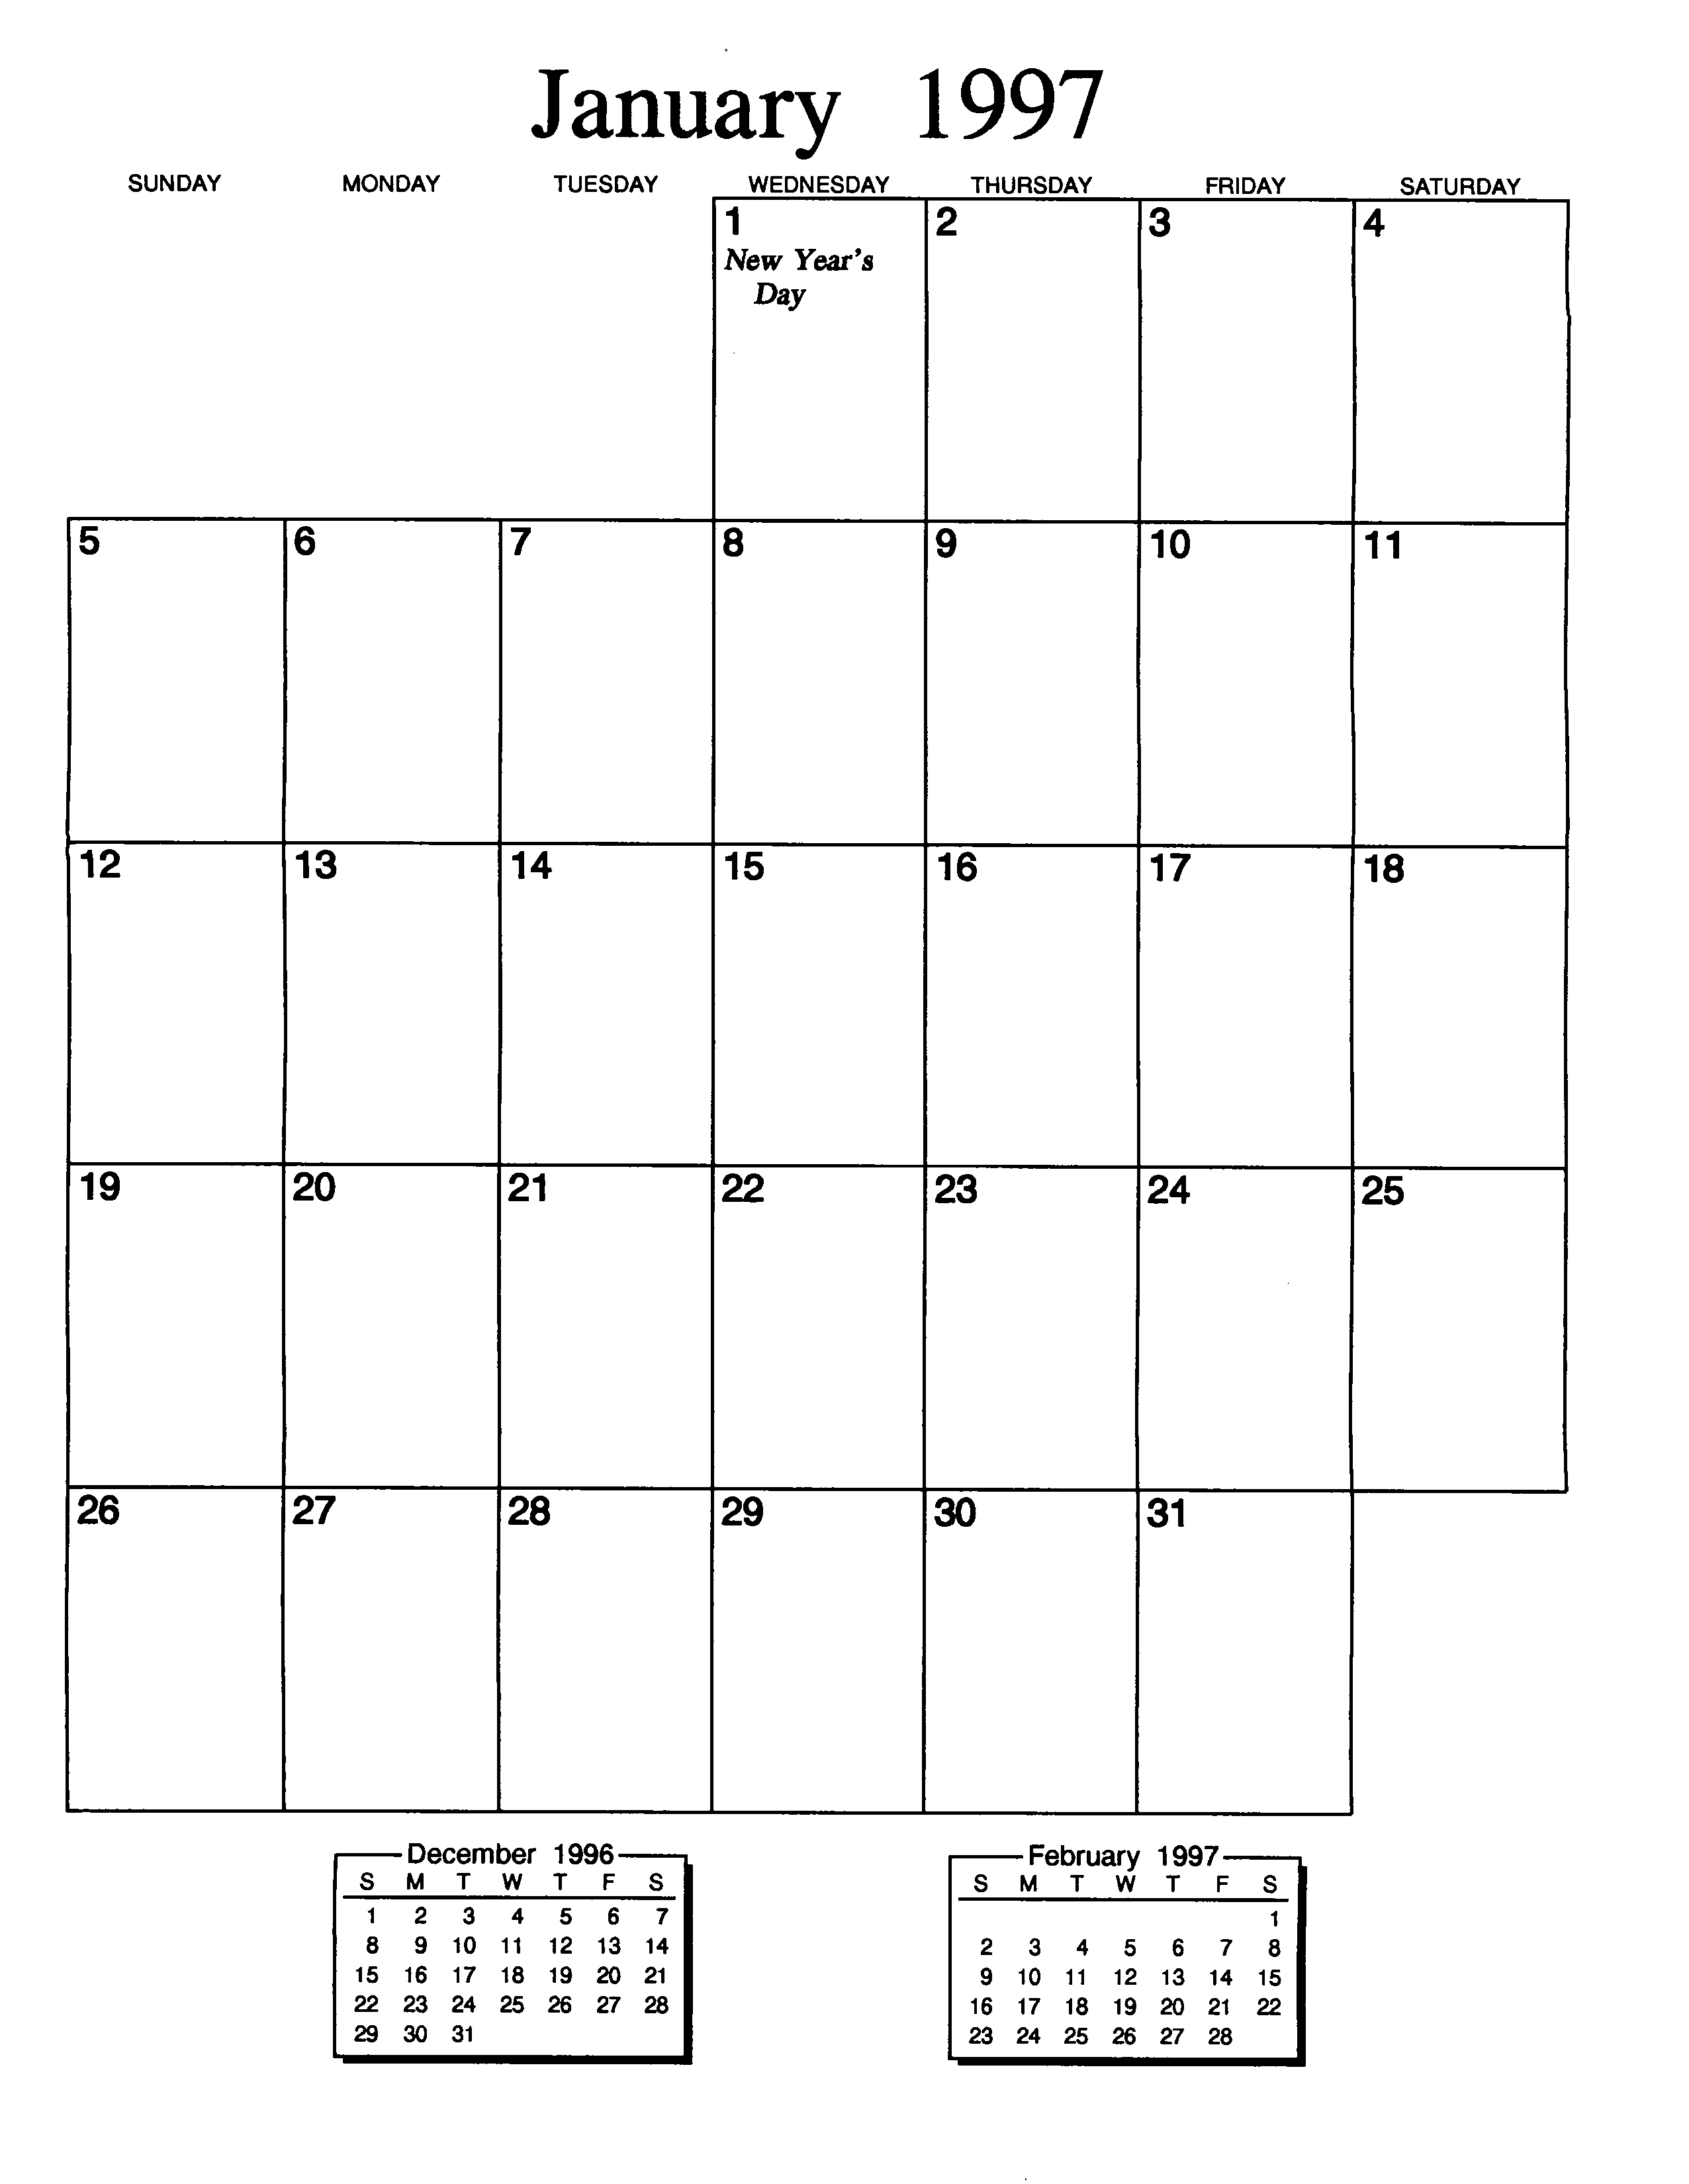 January 1997
SUNDAY MONDAY TUESDAY WEDNESDAY THURSDAY FRIDAY SATURDAY
1 2 3 4
New Year's
Day
5 6 7 8 9 10 11
12 13 14 15 16 17 18
19 20 21 22 23 24 25
26 27 28 29 30 31
December 1996
S M T W T F S
1 2 3 4 5 6 7
8 9 10 11 12 13 14
15 16 17 18 19 20 21
22 23 24 25 26 27 28
29 30 31
February 1997
S M T W T F S
1
2 3 4 5 6 7 8
9 10 11 12 13 14 15
16 17 18 19 20 21 22
23 24 25 26 27 28